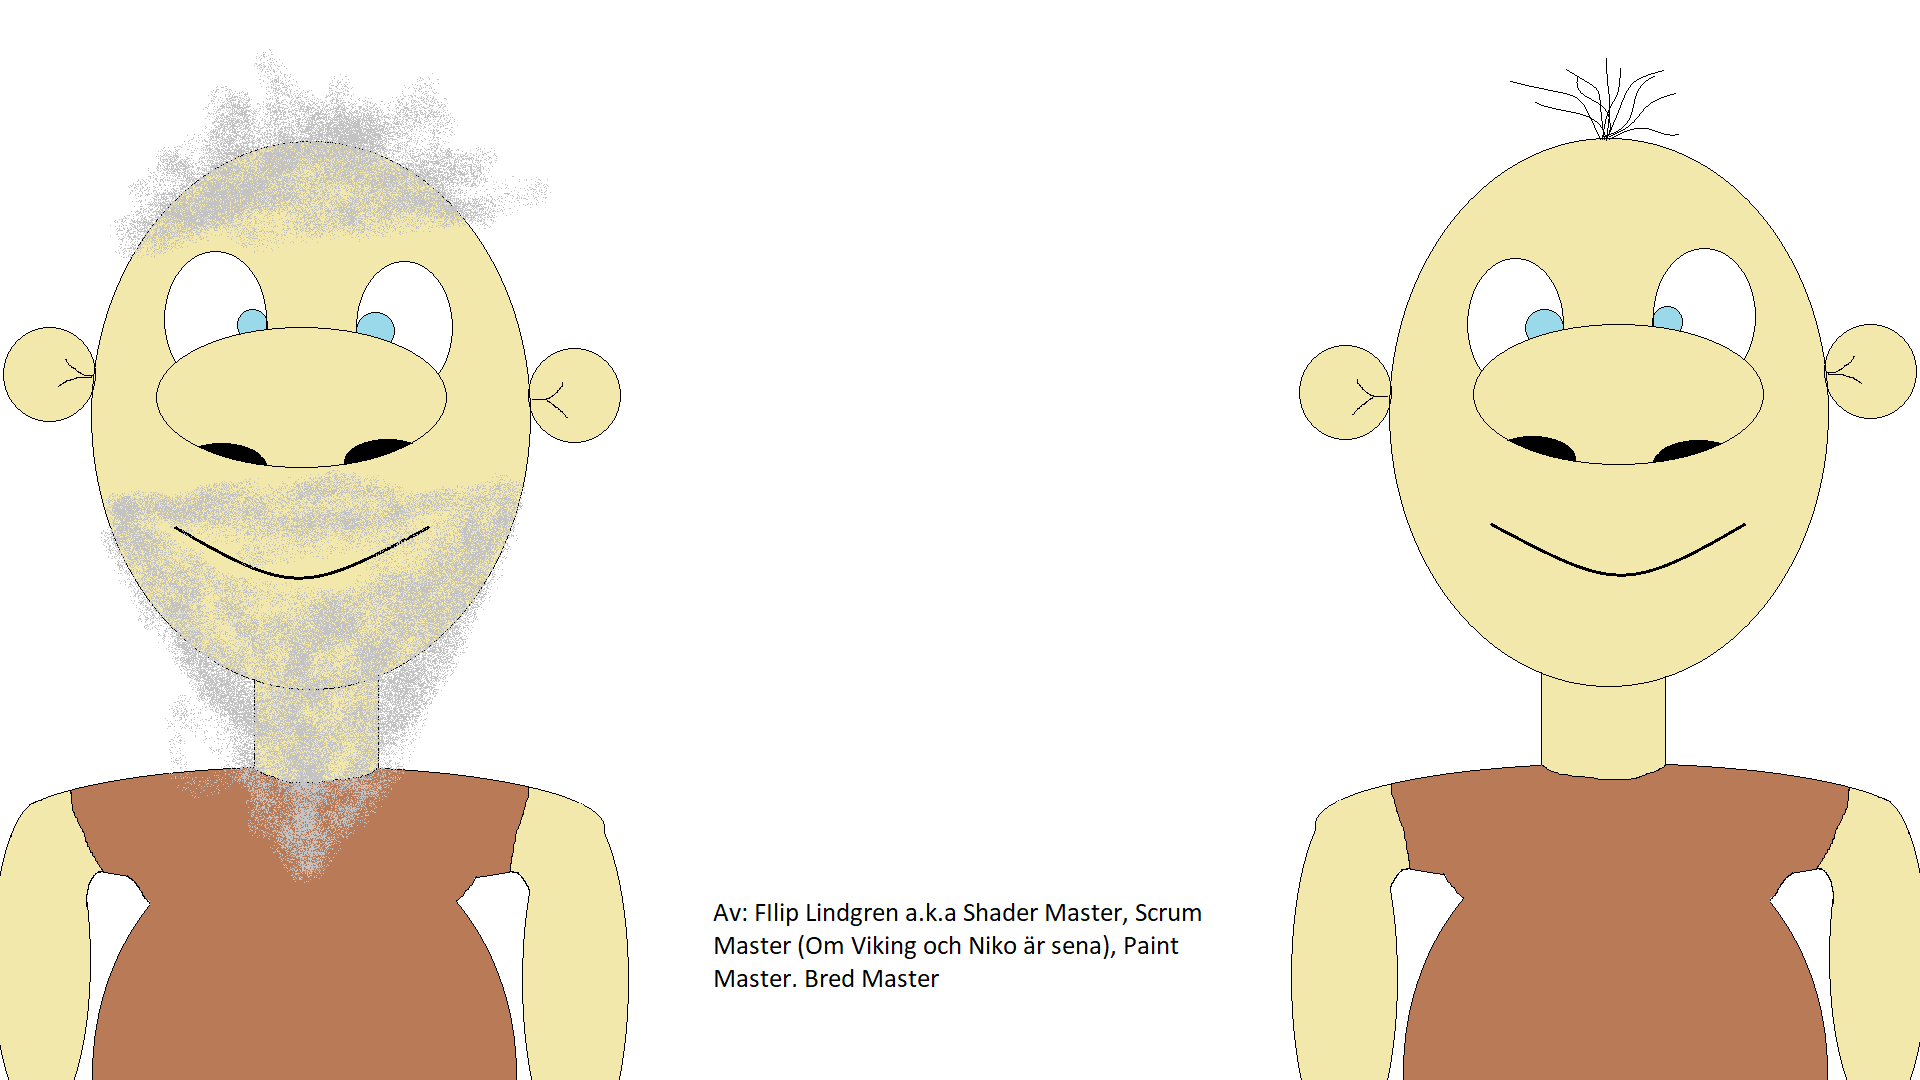 Av: FIlip Lindgren a.k.a Shader Master, Scrum
Master (Om Viking och Niko är sena), Paint
Master. Bred Master